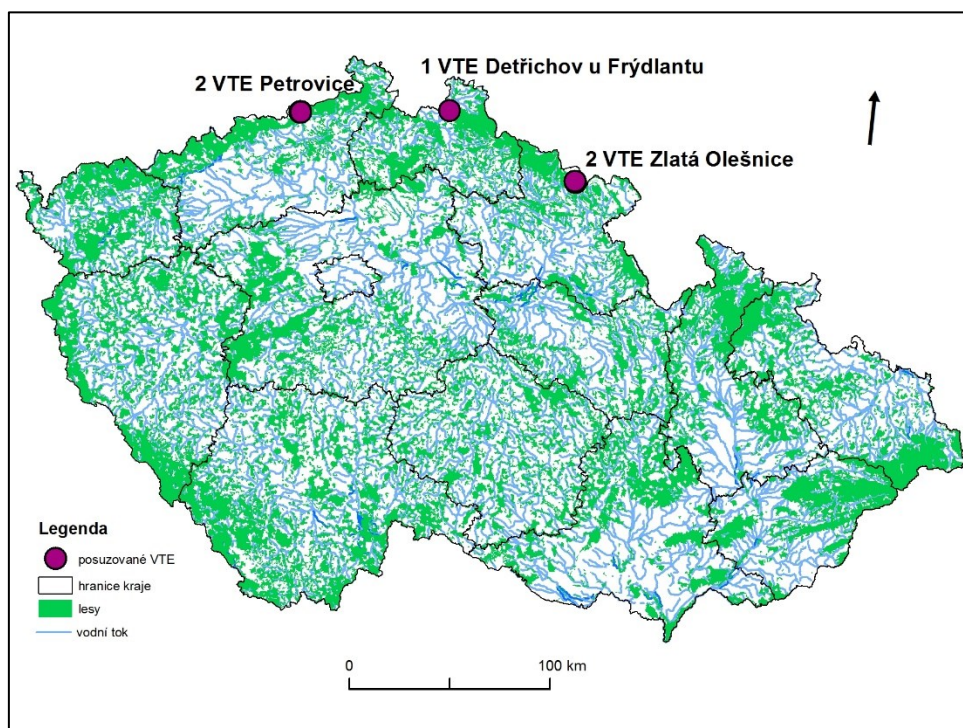 1 VTE Detřichov u Frýdlantu
2 VTE Petrovice
2 VTE Zlatá Olešnice
Legenda
posuzované VTE
hranice kraje
lesy
vodní tok
0 100 km